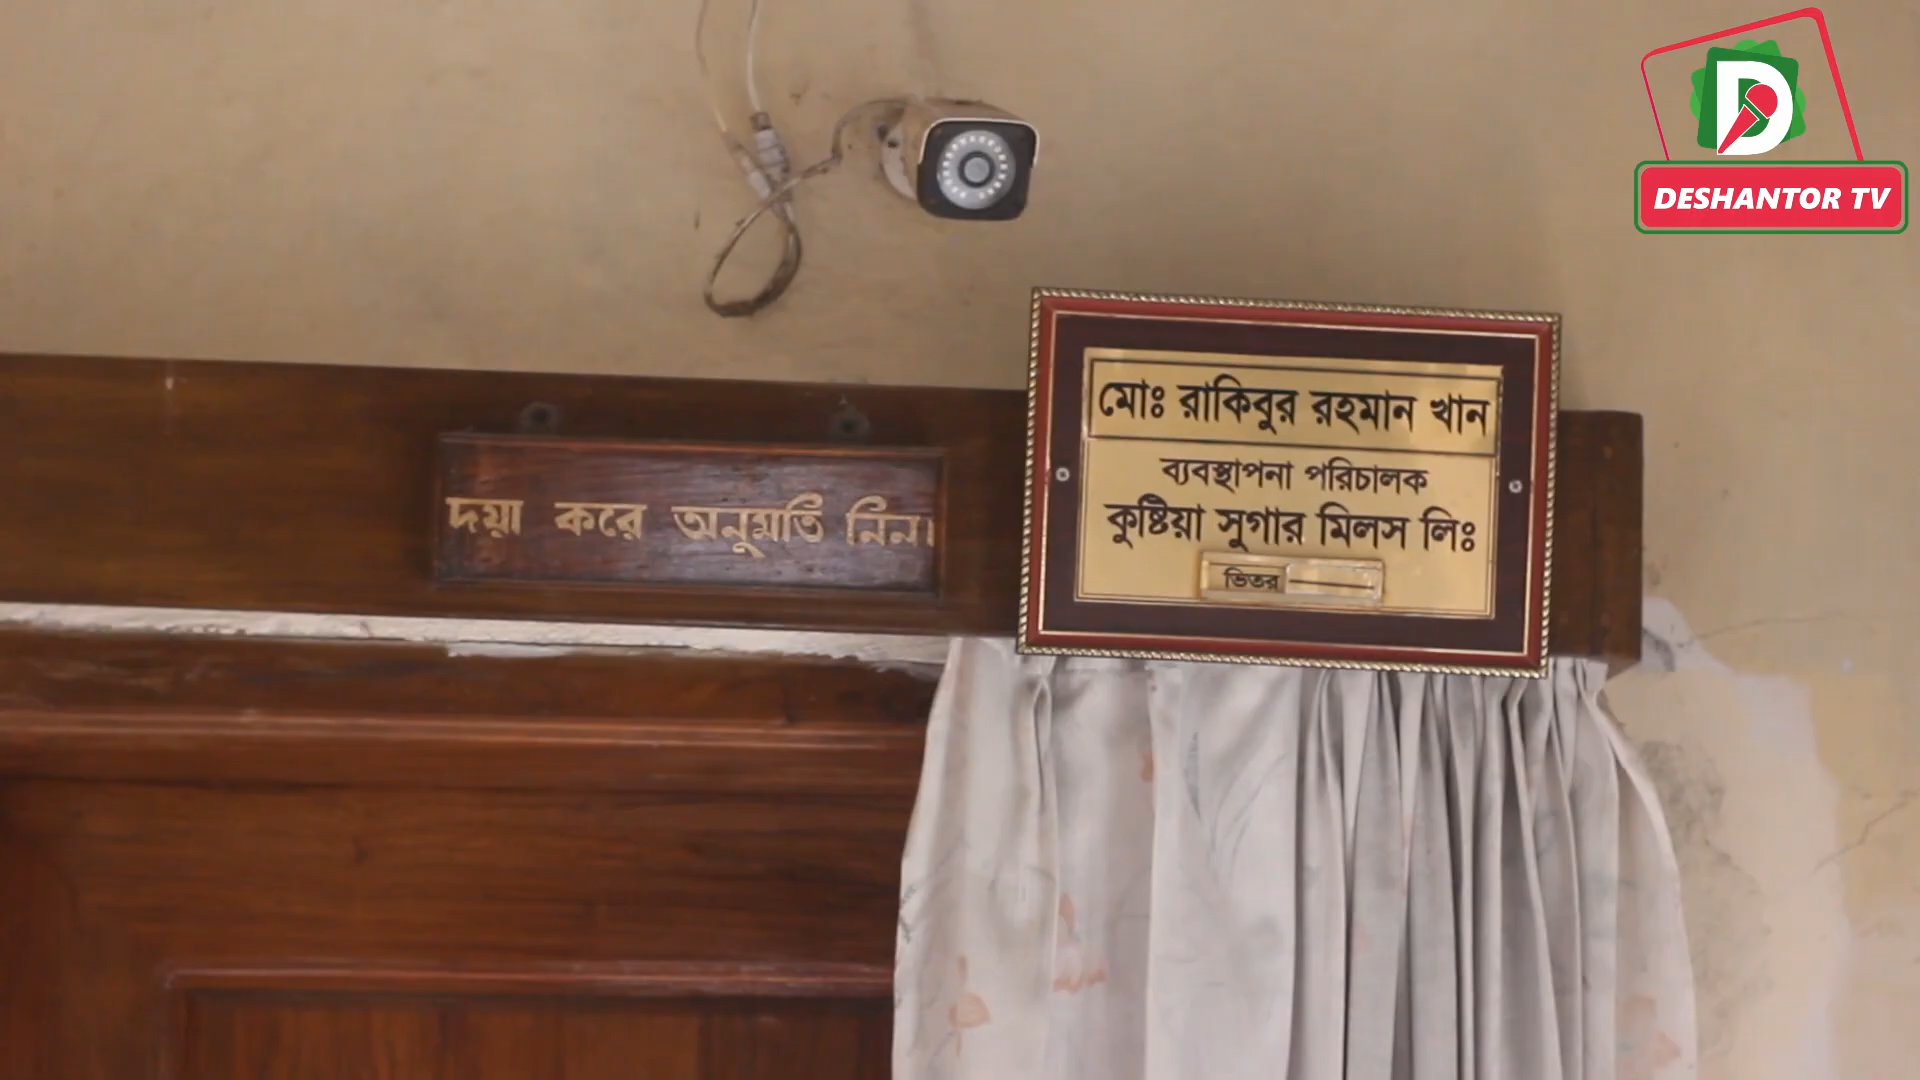 DESHANTOR TV
মোঃ রাকিবুর রহমান খান
ব্যবস্থাপনা পরিচালক
কুষ্টিয়া সুগার মিলস লিঃ
ভিতর
দয়া করে অনুমতি নিন।